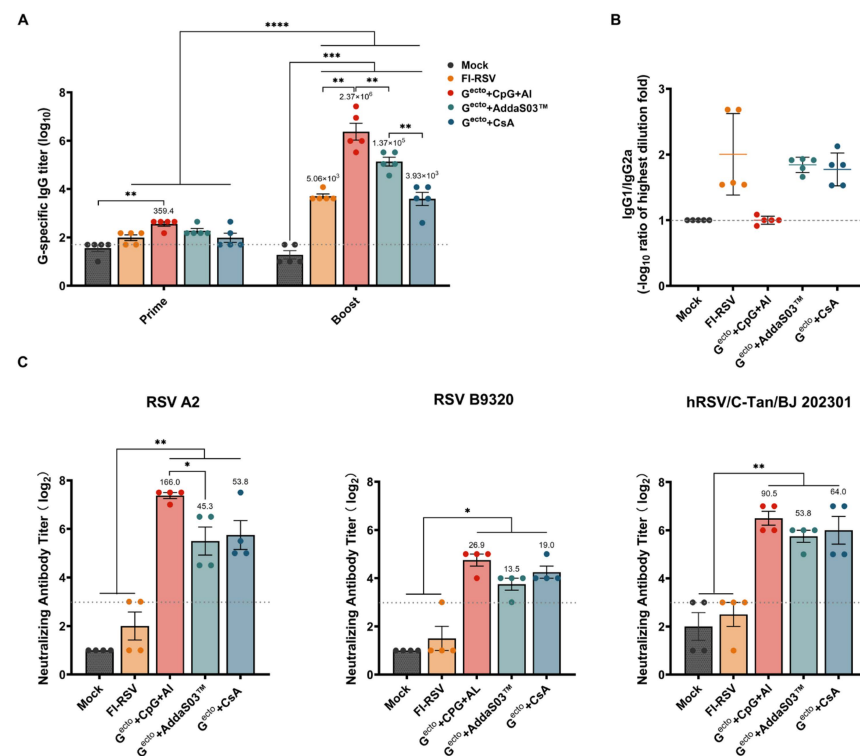 A
****
***
** **
2.37×10⁶
**
1.37×10⁵
5.06×10³
3.93×10³
**
359.4
G-specific IgG titer (log₁₀)
8
6
4
2
0
Prime
Boost
Mock
FI-RSV
Gᵉᶜᵗᵒ+CpG+Al
Gᵉᶜᵗᵒ+AddaS03™
Gᵉᶜᵗᵒ+CsA
B
IgG1/IgG2a
(-log₁₀ ratio of highest dilution fold)
3
2
1
0
Mock
FI-RSV
Gᵉᶜᵗᵒ+CpG+Al
Gᵉᶜᵗᵒ+AddaS03™
Gᵉᶜᵗᵒ+CsA
C
RSV A2
Neutralizing Antibody Titer ( log₂)
8
6
4
2
0
**
*
166.0
45.3
53.8
Mock
FI-RSV
Gᵉᶜᵗᵒ+CpG+Al
Gᵉᶜᵗᵒ+AddaS03™
Gᵉᶜᵗᵒ+CsA
RSV B9320
Neutralizing Antibody Titer ( log₂)
8
6
4
2
0
*
26.9
13.5
19.0
Mock
FI-RSV
Gᵉᶜᵗᵒ+CPG+AL
Gᵉᶜᵗᵒ+AddaS03™
Gᵉᶜᵗᵒ+CsA
hRSV/C-Tan/BJ 202301
Neutralizing Antibody Titer ( log₂)
8
6
4
2
0
**
90.5
53.8
64.0
Mock
FI-RSV
Gᵉᶜᵗᵒ+CpG+Al
Gᵉᶜᵗᵒ+AddaS03™
Gᵉᶜᵗᵒ+CsA